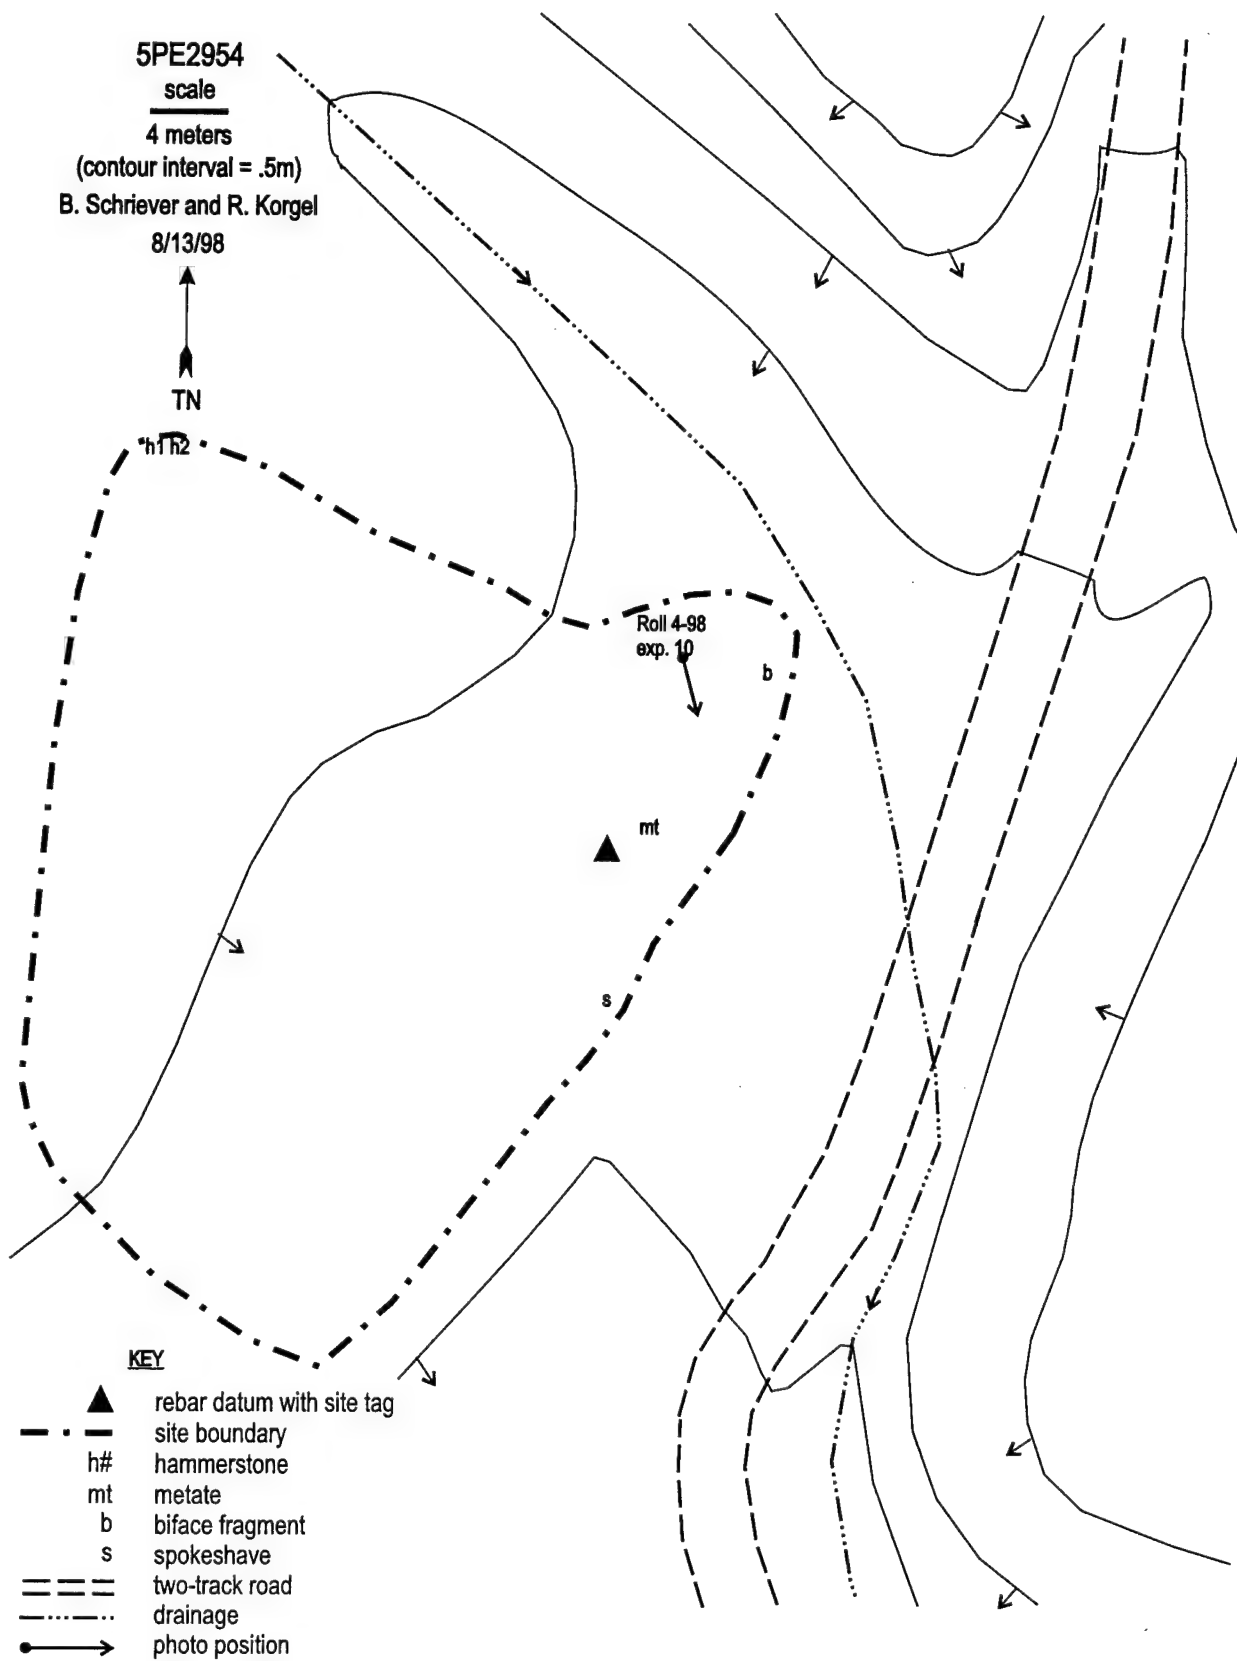 5PE2954
scale
4 meters
(contour interval = .5m)
B. Schriever and R. Korgel
8/13/98
TN
h1 h2
Roll 4-98
exp. 10
b
mt
s
KEY
rebar datum with site tag
site boundary
h# hammerstone
mt metate
b biface fragment
s spokeshave
two-track road
drainage
photo position